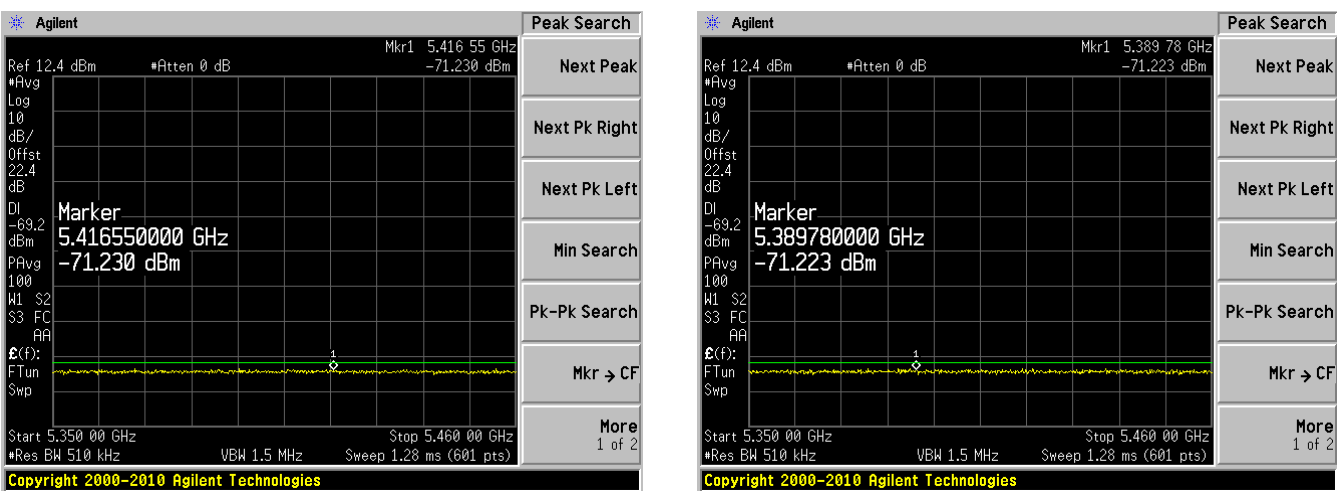 Agilent
Peak Search
Mkr1 5.416 55 GHz
Ref 12.4 dBm #Atten 0 dB -71.230 dBm
#Avg
Log
10
dB/
Offst
22.4
dB
DI
-69.2
dBm
PAvg
100
W1 S2
S3 FC
AA
£(f):
FTun
Swp
Marker
5.416550000 GHz
-71.230 dBm
1
Start 5.350 00 GHz Stop 5.460 00 GHz
#Res BW 510 kHz VBW 1.5 MHz Sweep 1.28 ms (601 pts)
Copyright 2000-2010 Agilent Technologies
Next Peak
Next Pk Right
Next Pk Left
Min Search
Pk-Pk Search
Mkr → CF
More
1 of 2
Agilent
Peak Search
Mkr1 5.389 78 GHz
Ref 12.4 dBm #Atten 0 dB -71.223 dBm
#Avg
Log
10
dB/
Offst
22.4
dB
DI
-69.2
dBm
PAvg
100
W1 S2
S3 FC
AA
£(f):
FTun
Swp
Marker
5.389780000 GHz
-71.223 dBm
1
Start 5.350 00 GHz Stop 5.460 00 GHz
#Res BW 510 kHz VBW 1.5 MHz Sweep 1.28 ms (601 pts)
Copyright 2000-2010 Agilent Technologies
Next Peak
Next Pk Right
Next Pk Left
Min Search
Pk-Pk Search
Mkr → CF
More
1 of 2